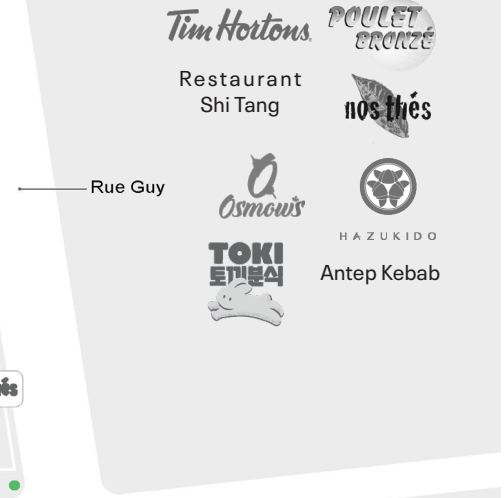 Tim Hortons
POULET
BRONZÉ
Restaurant
Shi Tang
nos thés
Rue Guy
OSMOW'S
HAZUKIDO
TOKI
토끼분식
Antep Kebab
és